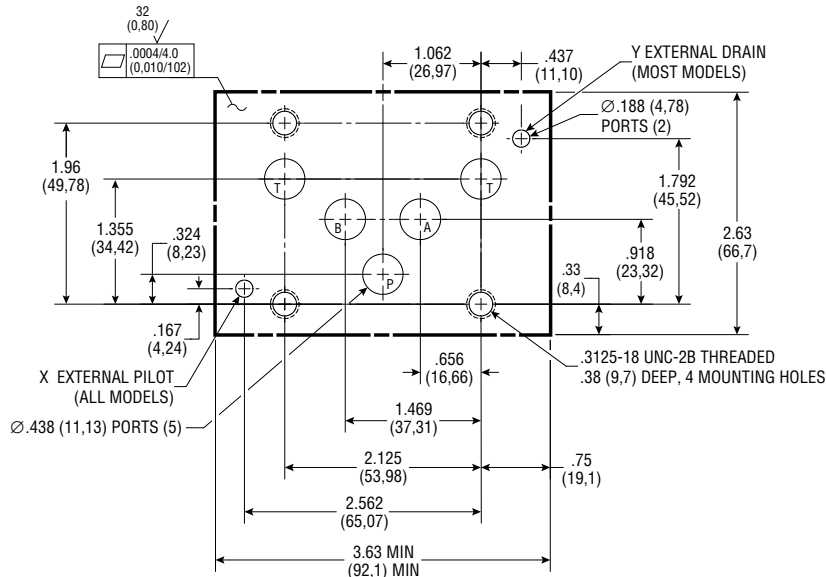 32
(0,80)
.0004/4.0
(0,010/102)
1.062
(26,97)
.437
(11,10)
Y EXTERNAL DRAIN
(MOST MODELS)
∅.188 (4,78)
PORTS (2)
1.96
(49,78)
1.355
(34,42)
.324
(8,23)
.167
(4,24)
T
T
B
A
P
1.792
(45,52)
2.63
(66,7)
.918
(23,32)
.33
(8,4)
X EXTERNAL PILOT
(ALL MODELS)
∅.438 (11,13) PORTS (5)
.3125-18 UNC-2B THREADED
.38 (9,7) DEEP, 4 MOUNTING HOLES
.656
(16,66)
1.469
(37,31)
2.125
(53,98)
.75
(19,1)
2.562
(65,07)
3.63 MIN
(92,1) MIN